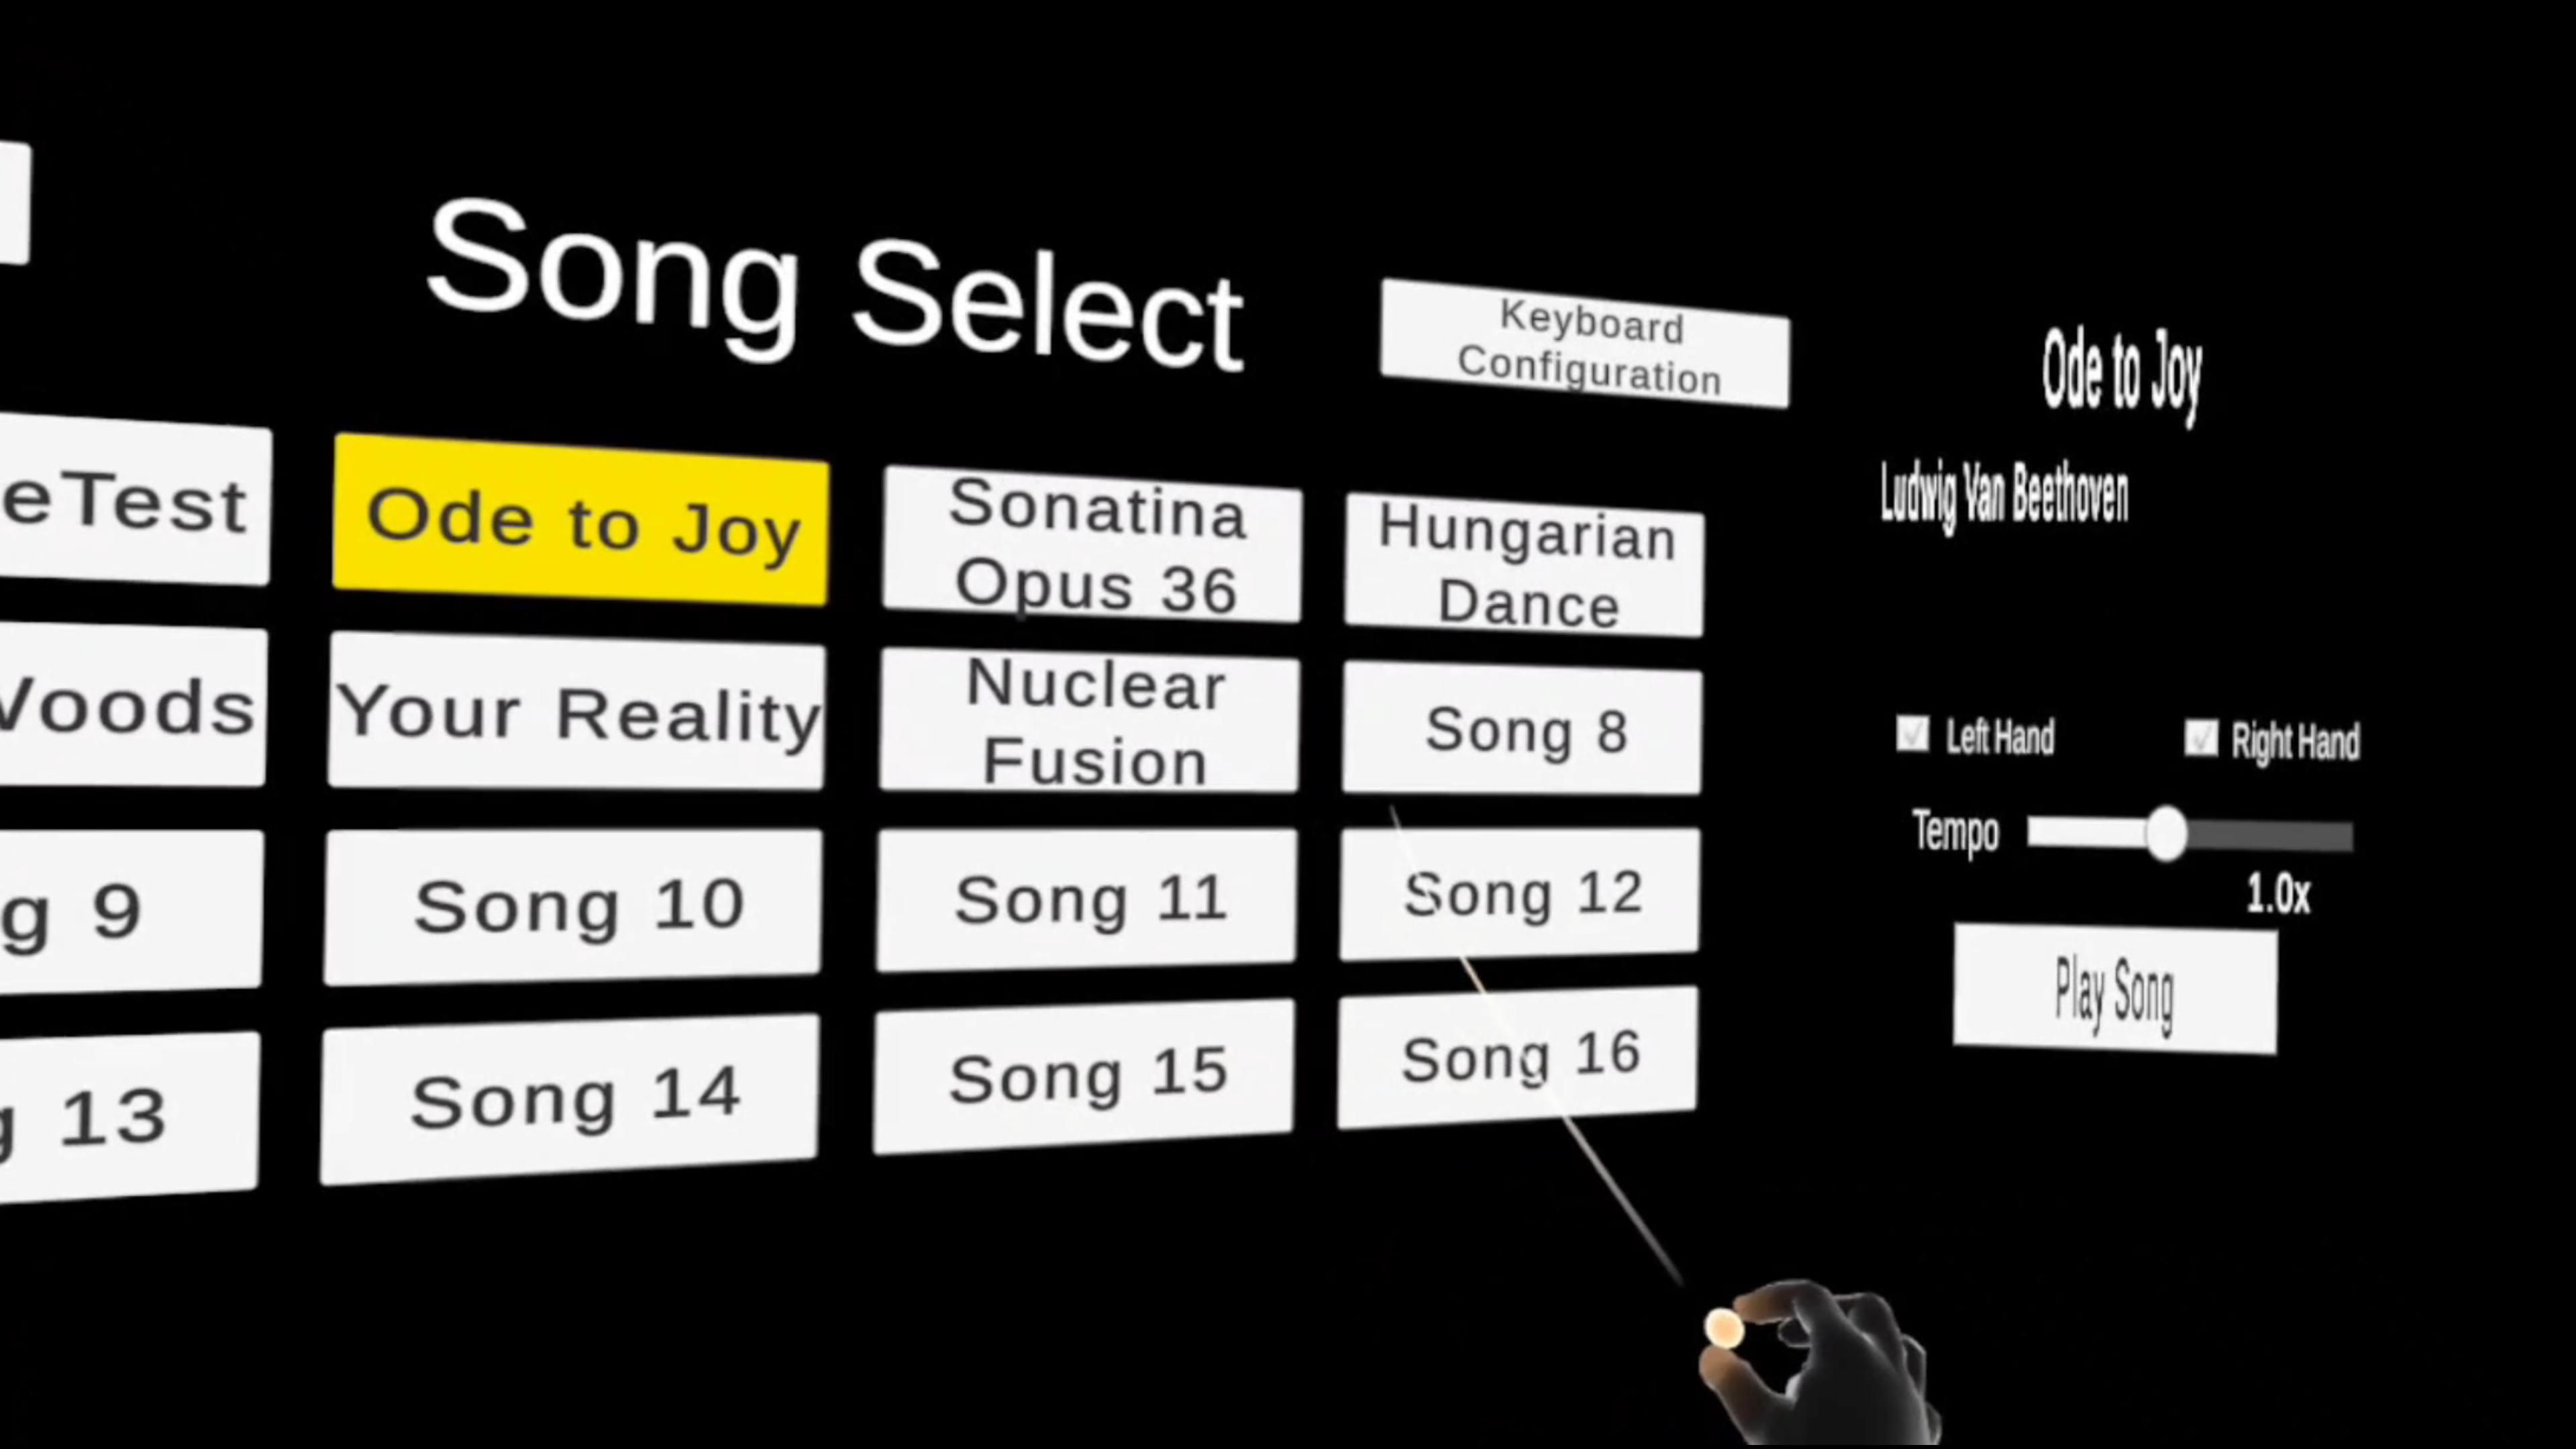 Song Select
Keyboard
Configuration
eTest
Ode to Joy
Sonatina
Opus 36
Hungarian
Dance
oods
Your Reality
Nuclear
Fusion
Song 8
g 9
Song 10
Song 11
Song 12
13
Song 14
Song 15
Song 16
Ode to Joy
Ludwig Van Beethoven
Left Hand
Right Hand
Tempo
1.0x
Play Song